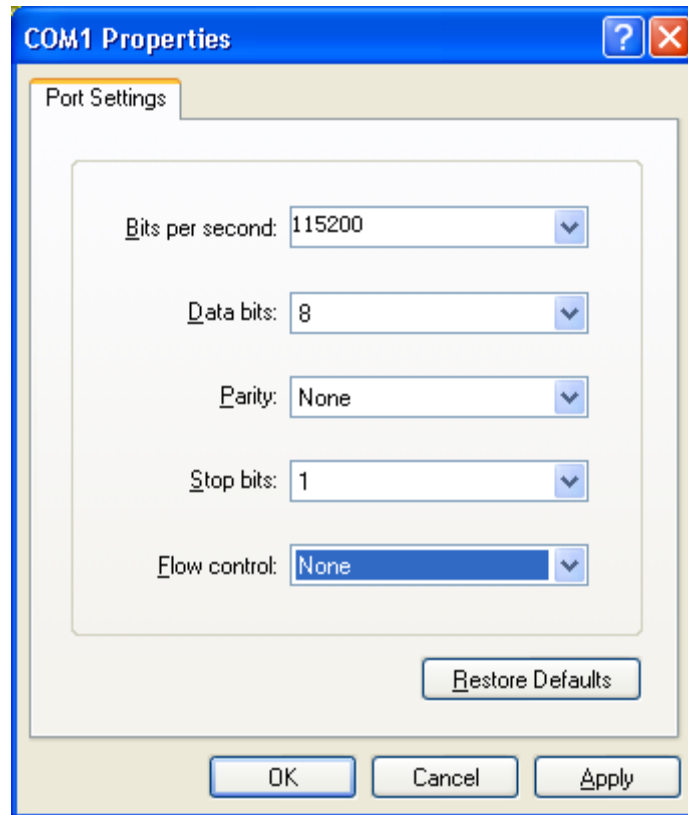 COM1 Properties
Port Settings
Bits per second: 115200
Data bits: 8
Parity: None
Stop bits: 1
Flow control: None
Restore Defaults
OK Cancel Apply